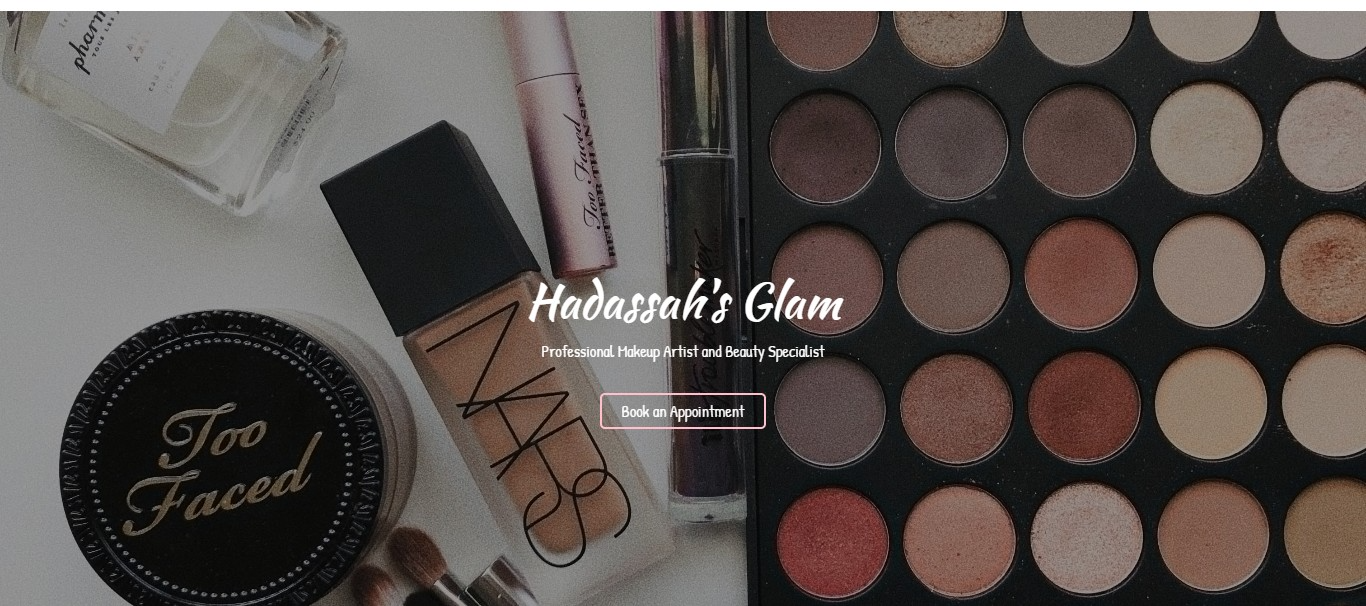 phar
Too Faced
BETTER THAN SEX
Hadassah's Glam
Professional Makeup Artist and Beauty Specialist
Book an Appointment
NARS
Too
Faced